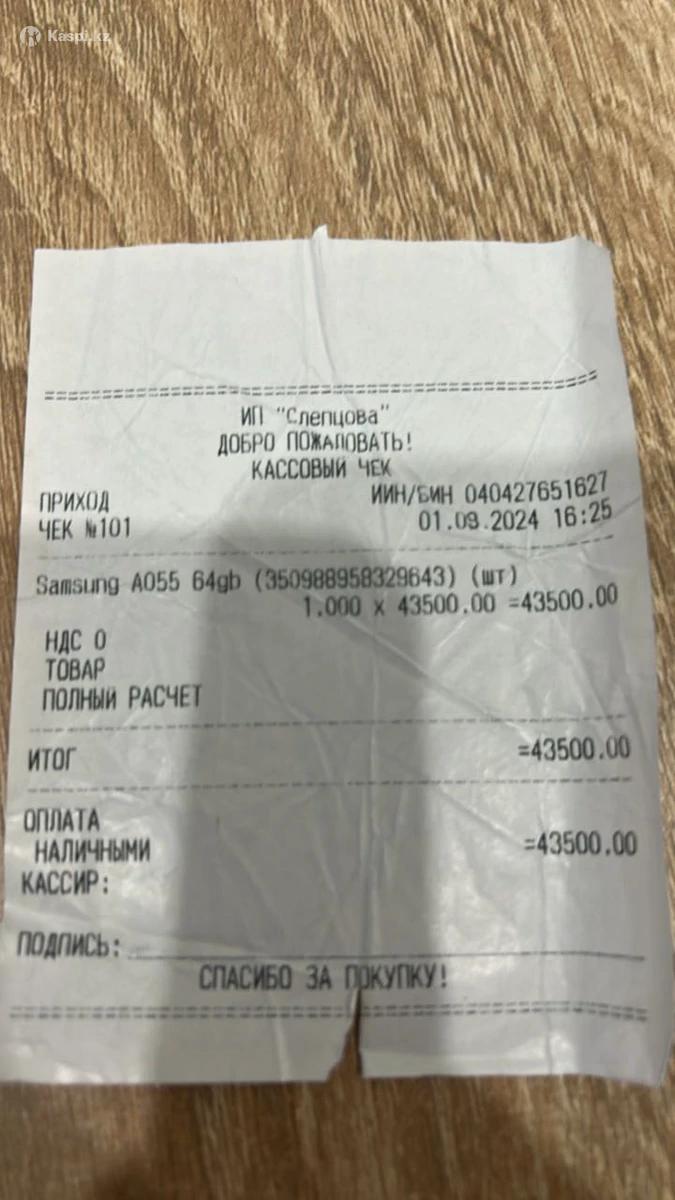 Kaspi.kz
ИП "Слепцова"
ДОБРО ПОЖАЛОВАТЬ!
КАССОВЫЙ ЧЕК
ПРИХОД ИИН/БИН 040427651627
ЧЕК №101 01.09.2024 16:25
Samsung A055 64gb (350988958329643) (шт)
1.000 x 43500.00 =43500.00
НДС 0
ТОВАР
ПОЛНЫЙ РАСЧЕТ
ИТОГ =43500.00
ОПЛАТА
НАЛИЧНЫМИ =43500.00
КАССИР:
ПОДПИСЬ:
СПАСИБО ЗА ПОКУПКУ!